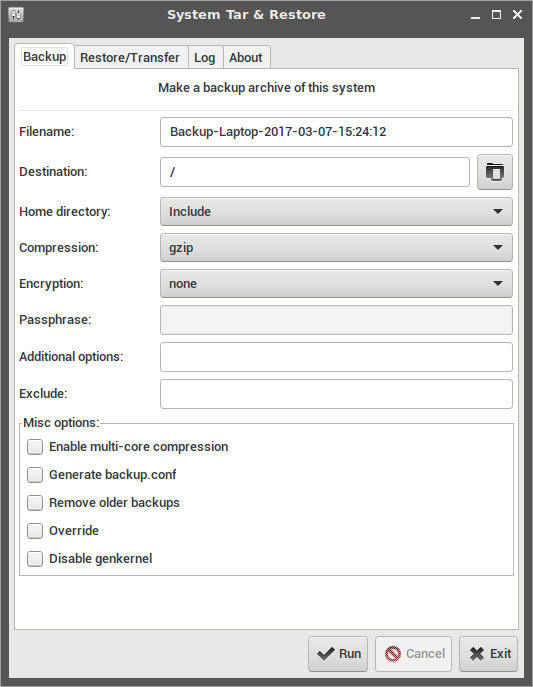 System Tar & Restore
Backup Restore/Transfer Log About
Make a backup archive of this system
Filename: Backup-Laptop-2017-03-07-15:24:12
Destination: /
Home directory: Include
Compression: gzip
Encryption: none
Passphrase:
Additional options:
Exclude:
Misc options:
Enable multi-core compression
Generate backup.conf
Remove older backups
Override
Disable genkernel
Run Cancel Exit